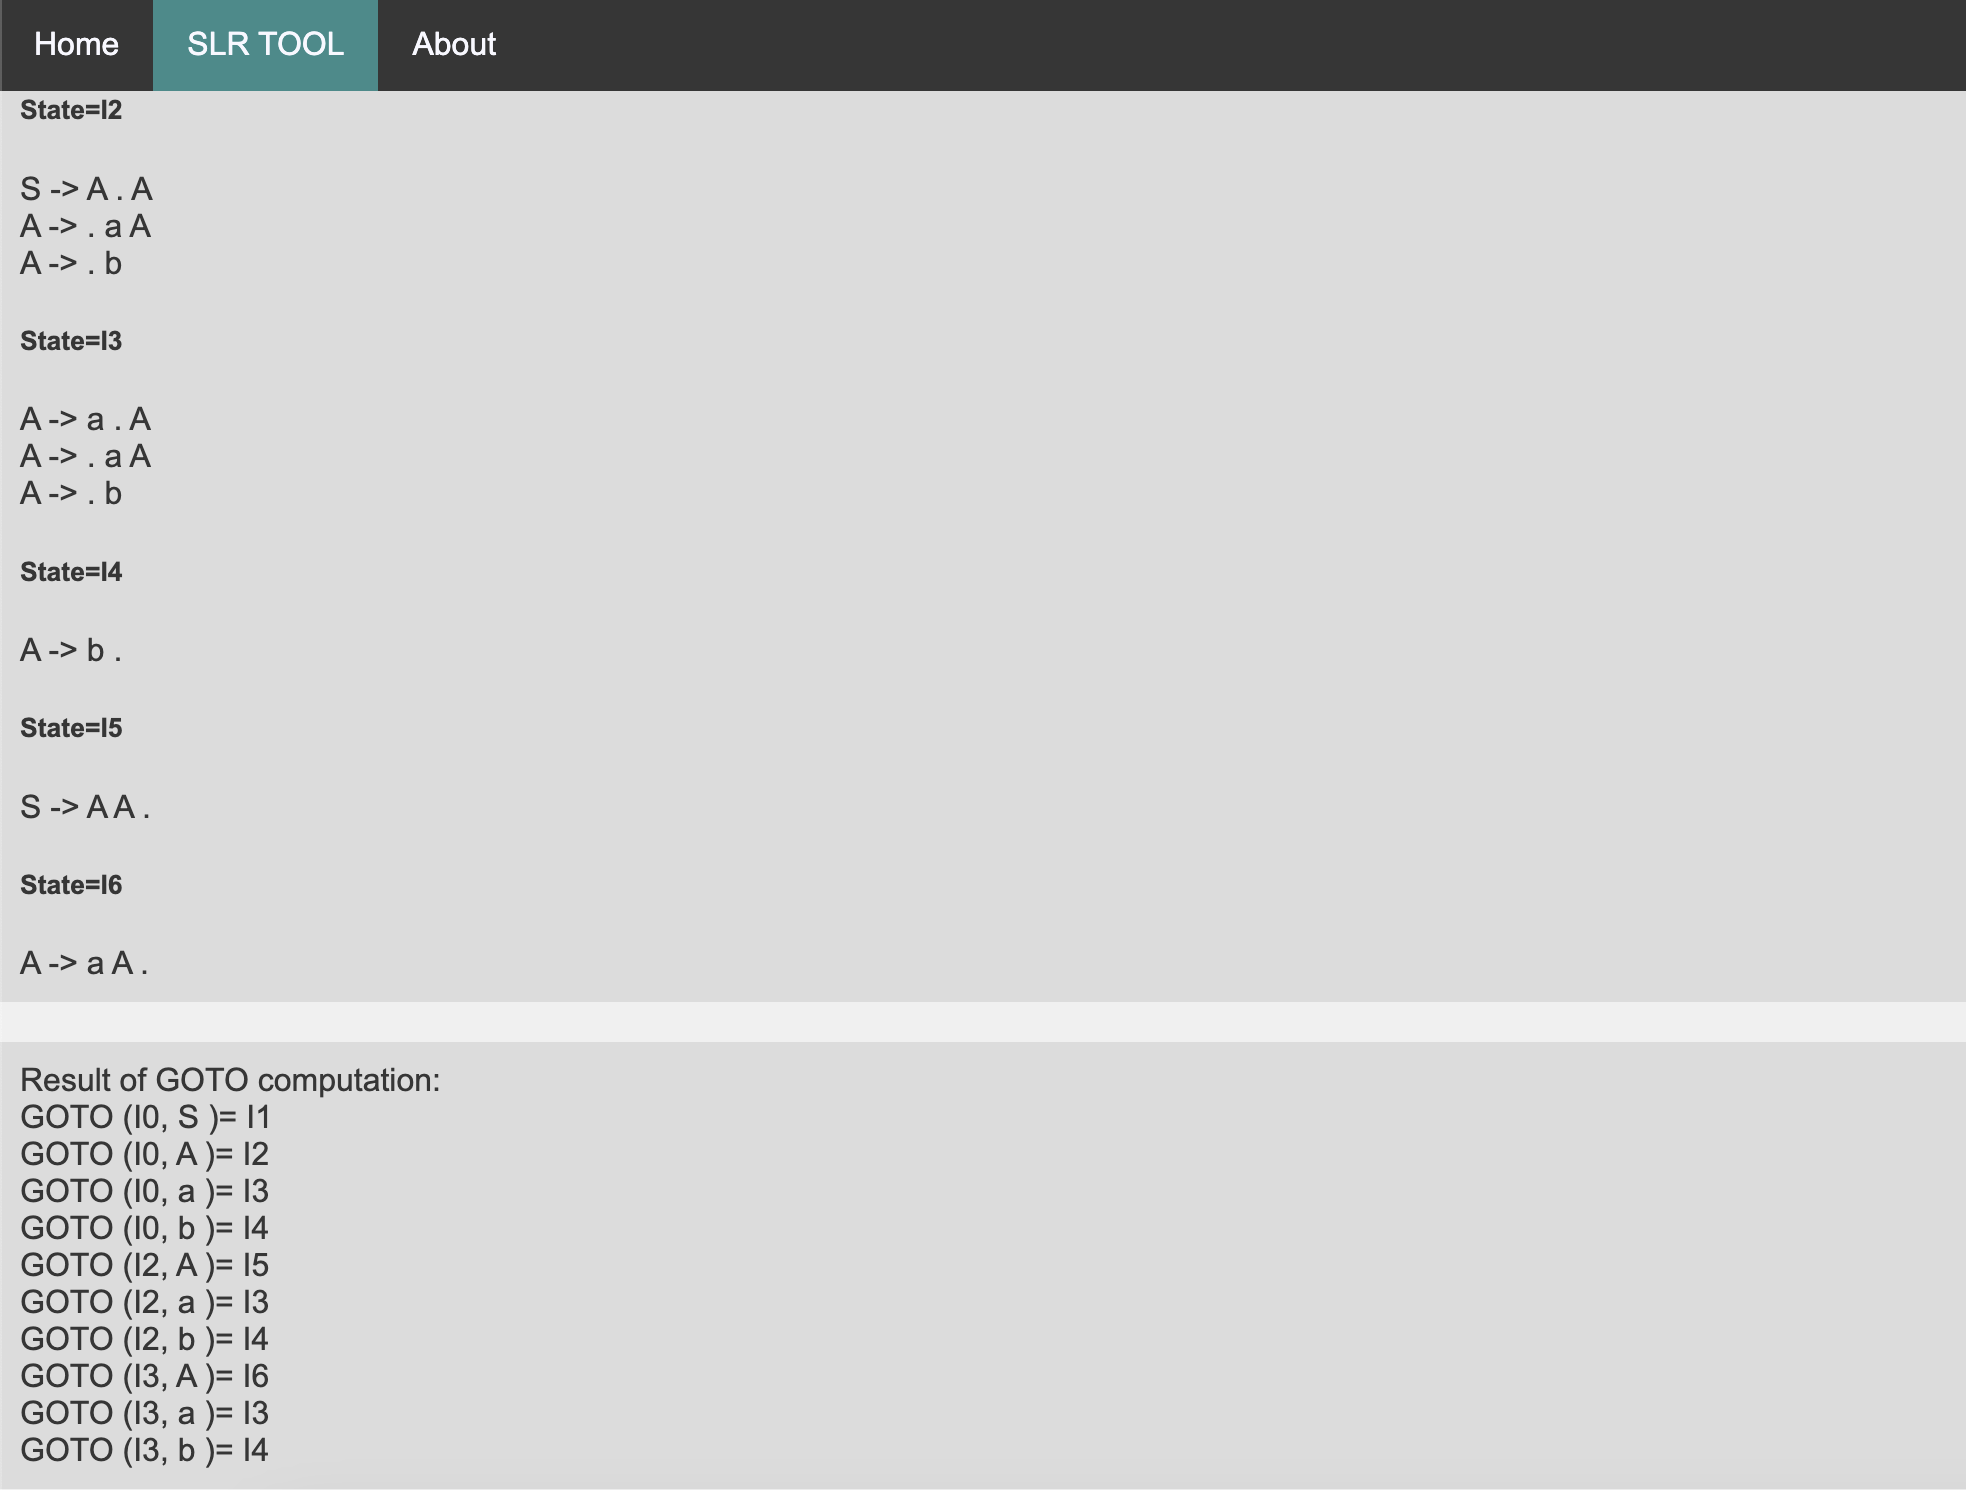 Home SLR TOOL About
State=I2
S -> A . A
A -> . a A
A -> . b
State=I3
A -> a . A
A -> . a A
A -> . b
State=I4
A -> b .
State=I5
S -> A A .
State=I6
A -> a A .
Result of GOTO computation:
GOTO (I0, S )= I1
GOTO (I0, A )= I2
GOTO (I0, a )= I3
GOTO (I0, b )= I4
GOTO (I2, A )= I5
GOTO (I2, a )= I3
GOTO (I2, b )= I4
GOTO (I3, A )= I6
GOTO (I3, a )= I3
GOTO (I3, b )= I4